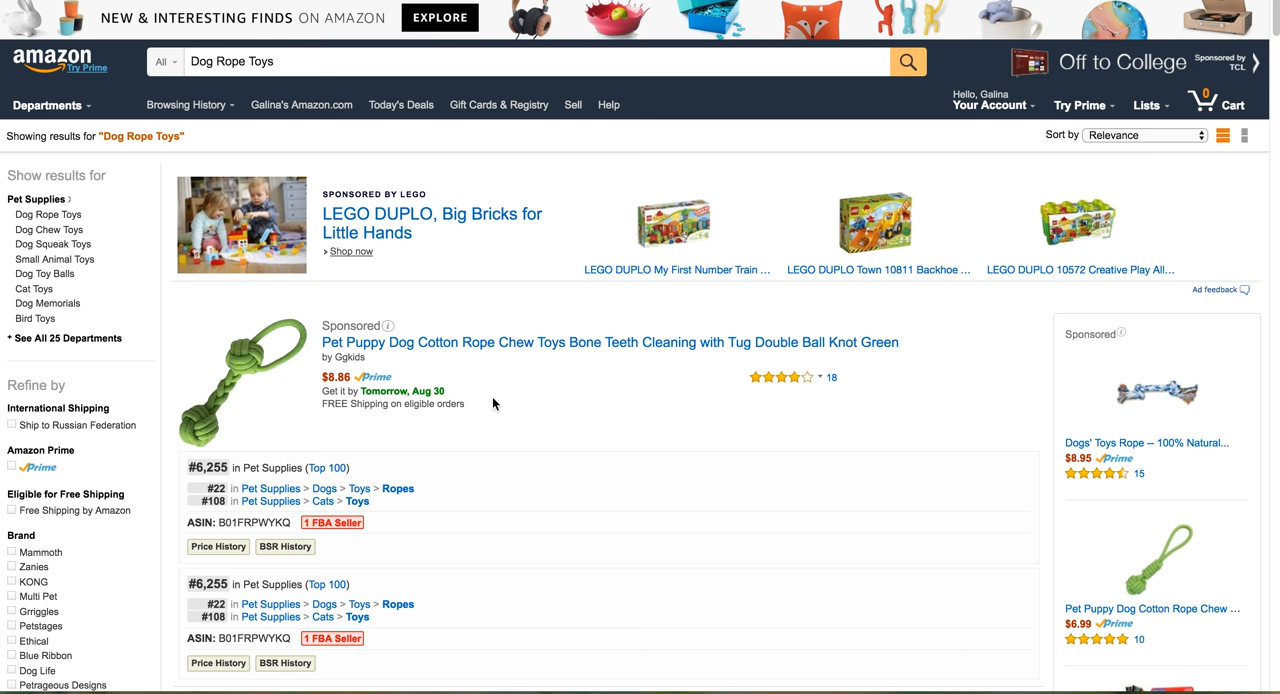 NEW & INTERESTING FINDS ON AMAZON
EXPLORE
amazon
Try Prime
All
Dog Rope Toys
Off to College
Sponsored by
TCL
Departments
Browsing History
Galina's Amazon.com
Today's Deals
Gift Cards & Registry
Sell
Help
Hello, Galina
Your Account
Try Prime
Lists
0
Cart
Showing results for "Dog Rope Toys"
Sort by
Relevance
Show results for
Pet Supplies
Dog Rope Toys
Dog Chew Toys
Dog Squeak Toys
Small Animal Toys
Dog Toy Balls
Cat Toys
Dog Memorials
Bird Toys
+ See All 25 Departments
Refine by
International Shipping
Ship to Russian Federation
Amazon Prime
Prime
Eligible for Free Shipping
Free Shipping by Amazon
Brand
Mammoth
Zanies
KONG
Multi Pet
Grriggles
Petstages
Ethical
Blue Ribbon
Dog Life
Petrageous Designs
SPONSORED BY LEGO
LEGO DUPLO, Big Bricks for
Little Hands
› Shop now
LEGO DUPLO My First Number Train ...
LEGO DUPLO Town 10811 Backhoe ...
LEGO DUPLO 10572 Creative Play All...
Ad feedback
Sponsored
Pet Puppy Dog Cotton Rope Chew Toys Bone Teeth Cleaning with Tug Double Ball Knot Green
by Ggkids
$8.86 Prime
Get it by Tomorrow, Aug 30
FREE Shipping on eligible orders
18
#6,255 in Pet Supplies (Top 100)
#22 in Pet Supplies > Dogs > Toys > Ropes
#108 in Pet Supplies > Cats > Toys
ASIN: B01FRPWYKQ 1 FBA Seller
Price History BSR History
#6,255 in Pet Supplies (Top 100)
#22 in Pet Supplies > Dogs > Toys > Ropes
#108 in Pet Supplies > Cats > Toys
ASIN: B01FRPWYKQ 1 FBA Seller
Price History BSR History
Sponsored
Dogs' Toys Rope -- 100% Natural...
$8.95 Prime
15
Pet Puppy Dog Cotton Rope Chew ...
$6.99 Prime
10